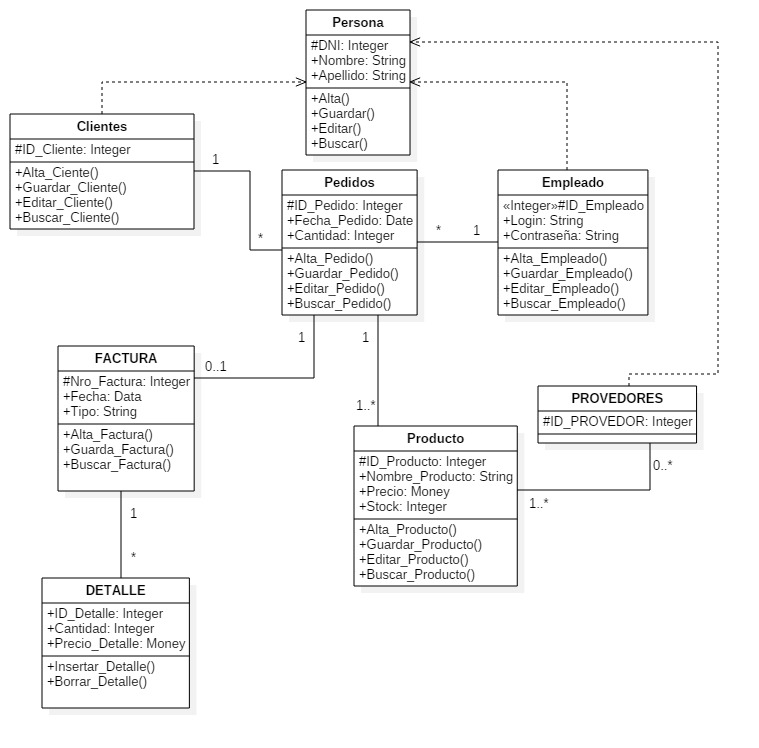 Persona
#DNI: Integer
+Nombre: String
+Apellido: String
+Alta()
+Guardar()
+Editar()
+Buscar()
Clientes
#ID_Cliente: Integer
+Alta_Ciente()
+Guardar_Cliente()
+Editar_Cliente()
+Buscar_Cliente()
1
*
Pedidos
#ID_Pedido: Integer
+Fecha_Pedido: Date
+Cantidad: Integer
+Alta_Pedido()
+Guardar_Pedido()
+Editar_Pedido()
+Buscar_Pedido()
*
1
Empleado
«Integer»#ID_Empleado
+Login: String
+Contraseña: String
+Alta_Empleado()
+Guardar_Empleado()
+Editar_Empleado()
+Buscar_Empleado()
1
0..1
1
1..*
FACTURA
#Nro_Factura: Integer
+Fecha: Data
+Tipo: String
+Alta_Factura()
+Guarda_Factura()
+Buscar_Factura()
PROVEDORES
#ID_PROVEDOR: Integer
0..*
1..*
Producto
#ID_Producto: Integer
+Nombre_Producto: String
+Precio: Money
+Stock: Integer
+Alta_Producto()
+Guardar_Producto()
+Editar_Producto()
+Buscar_Producto()
1
*
DETALLE
+ID_Detalle: Integer
+Cantidad: Integer
+Precio_Detalle: Money
+Insertar_Detalle()
+Borrar_Detalle()